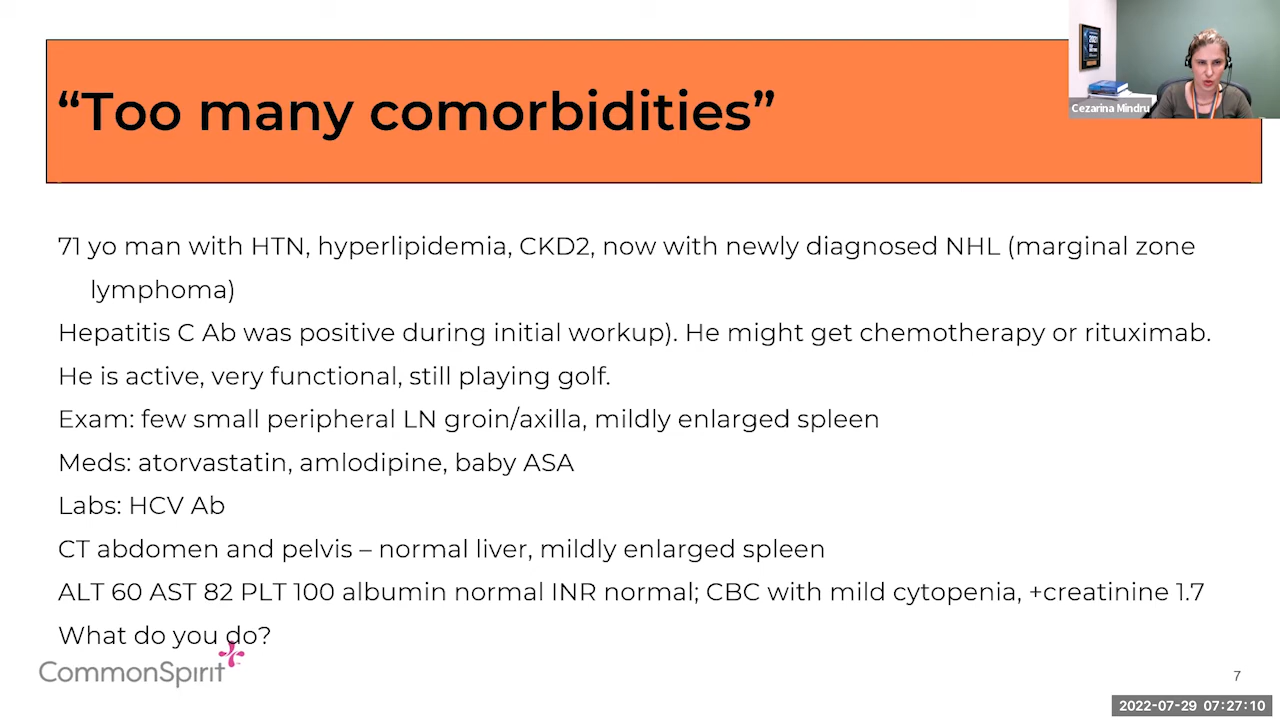 “Too many comorbidities”
Cezarina Mindru
71 yo man with HTN, hyperlipidemia, CKD2, now with newly diagnosed NHL (marginal zone
lymphoma)
Hepatitis C Ab was positive during initial workup). He might get chemotherapy or rituximab.
He is active, very functional, still playing golf.
Exam: few small peripheral LN groin/axilla, mildly enlarged spleen
Meds: atorvastatin, amlodipine, baby ASA
Labs: HCV Ab
CT abdomen and pelvis – normal liver, mildly enlarged spleen
ALT 60 AST 82 PLT 100 albumin normal INR normal; CBC with mild cytopenia, +creatinine 1.7
What do you do?
CommonSpirit
7
2022-07-29 07:27:10